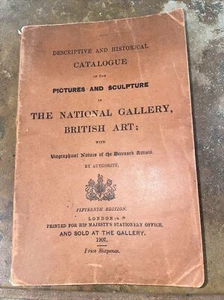 DESCRIPTIVE AND HISTORICAL
CATALOGUE
OF THE
PICTURES AND SCULPTURE
IN
THE NATIONAL GALLERY,
BRITISH ART;
WITH
Biographical Notices of the Deceased Artists.
BY AUTHORITY.
FIFTEENTH EDITION.
LONDON:
PRINTED FOR HIS MAJESTY'S STATIONERY OFFICE,
AND SOLD AT THE GALLERY.
Price Sixpence.